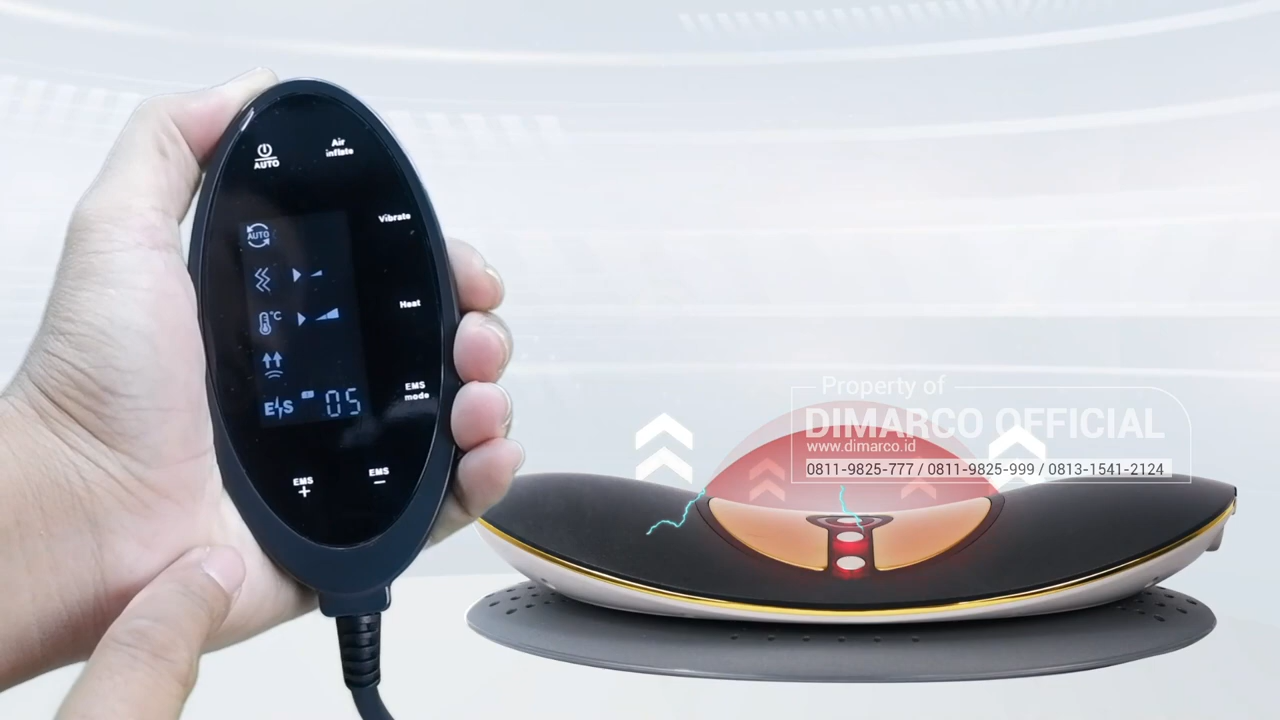 AUTO
Air
inflate
Vibrate
AUTO
°C
Heat
EMS
mode
EMS 05
EMS
+
EMS
−
Property of
DIMARCO OFFICIAL
www.dimarco.id
0811-9825-777 / 0811-9825-999 / 0813-1541-2124